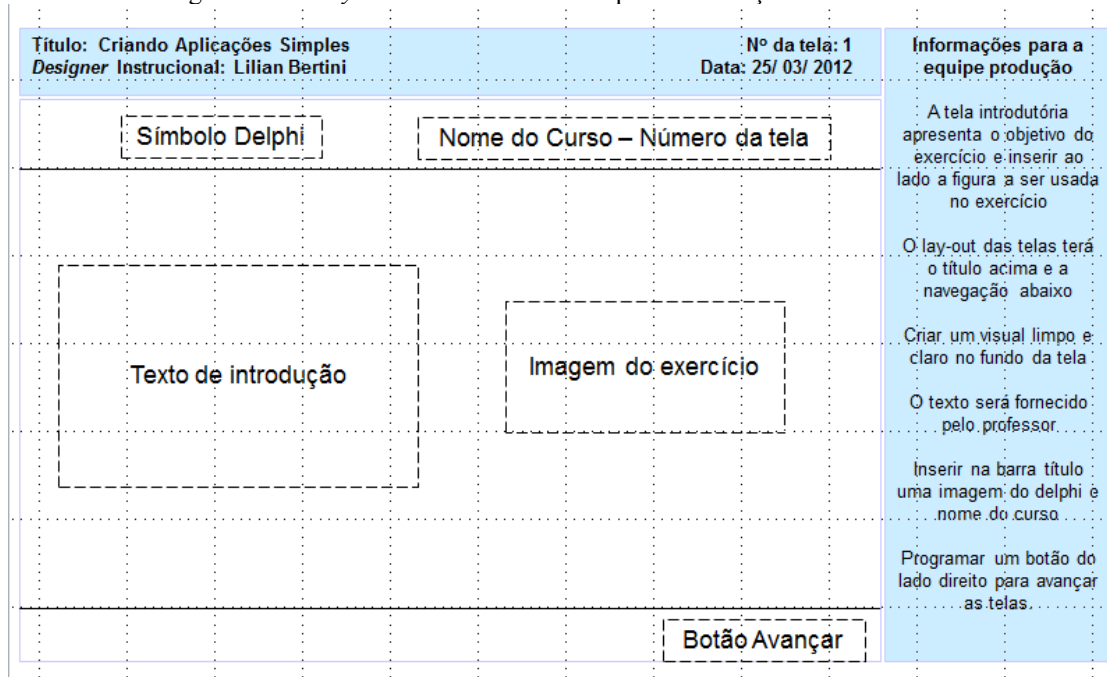 Título: Criando Aplicações Simples
Designer Instrucional: Lilian Bertini
Nº da tela: 1
Data: 25/ 03/ 2012
Símbolo Delphi
Nome do Curso – Número da tela
Texto de introdução
Imagem do exercício
Botão Avançar
Informações para a
equipe produção
A tela introdutória
apresenta o objetivo do
exercício e inserir ao
lado a figura a ser usada
no exercício
O lay-out das telas terá
o título acima e a
navegação abaixo
Criar um visual limpo e
claro no fundo da tela
O texto será fornecido
pelo professor
Inserir na barra título
uma imagem do delphi e
nome do curso
Programar um botão do
lado direito para avançar
as telas.